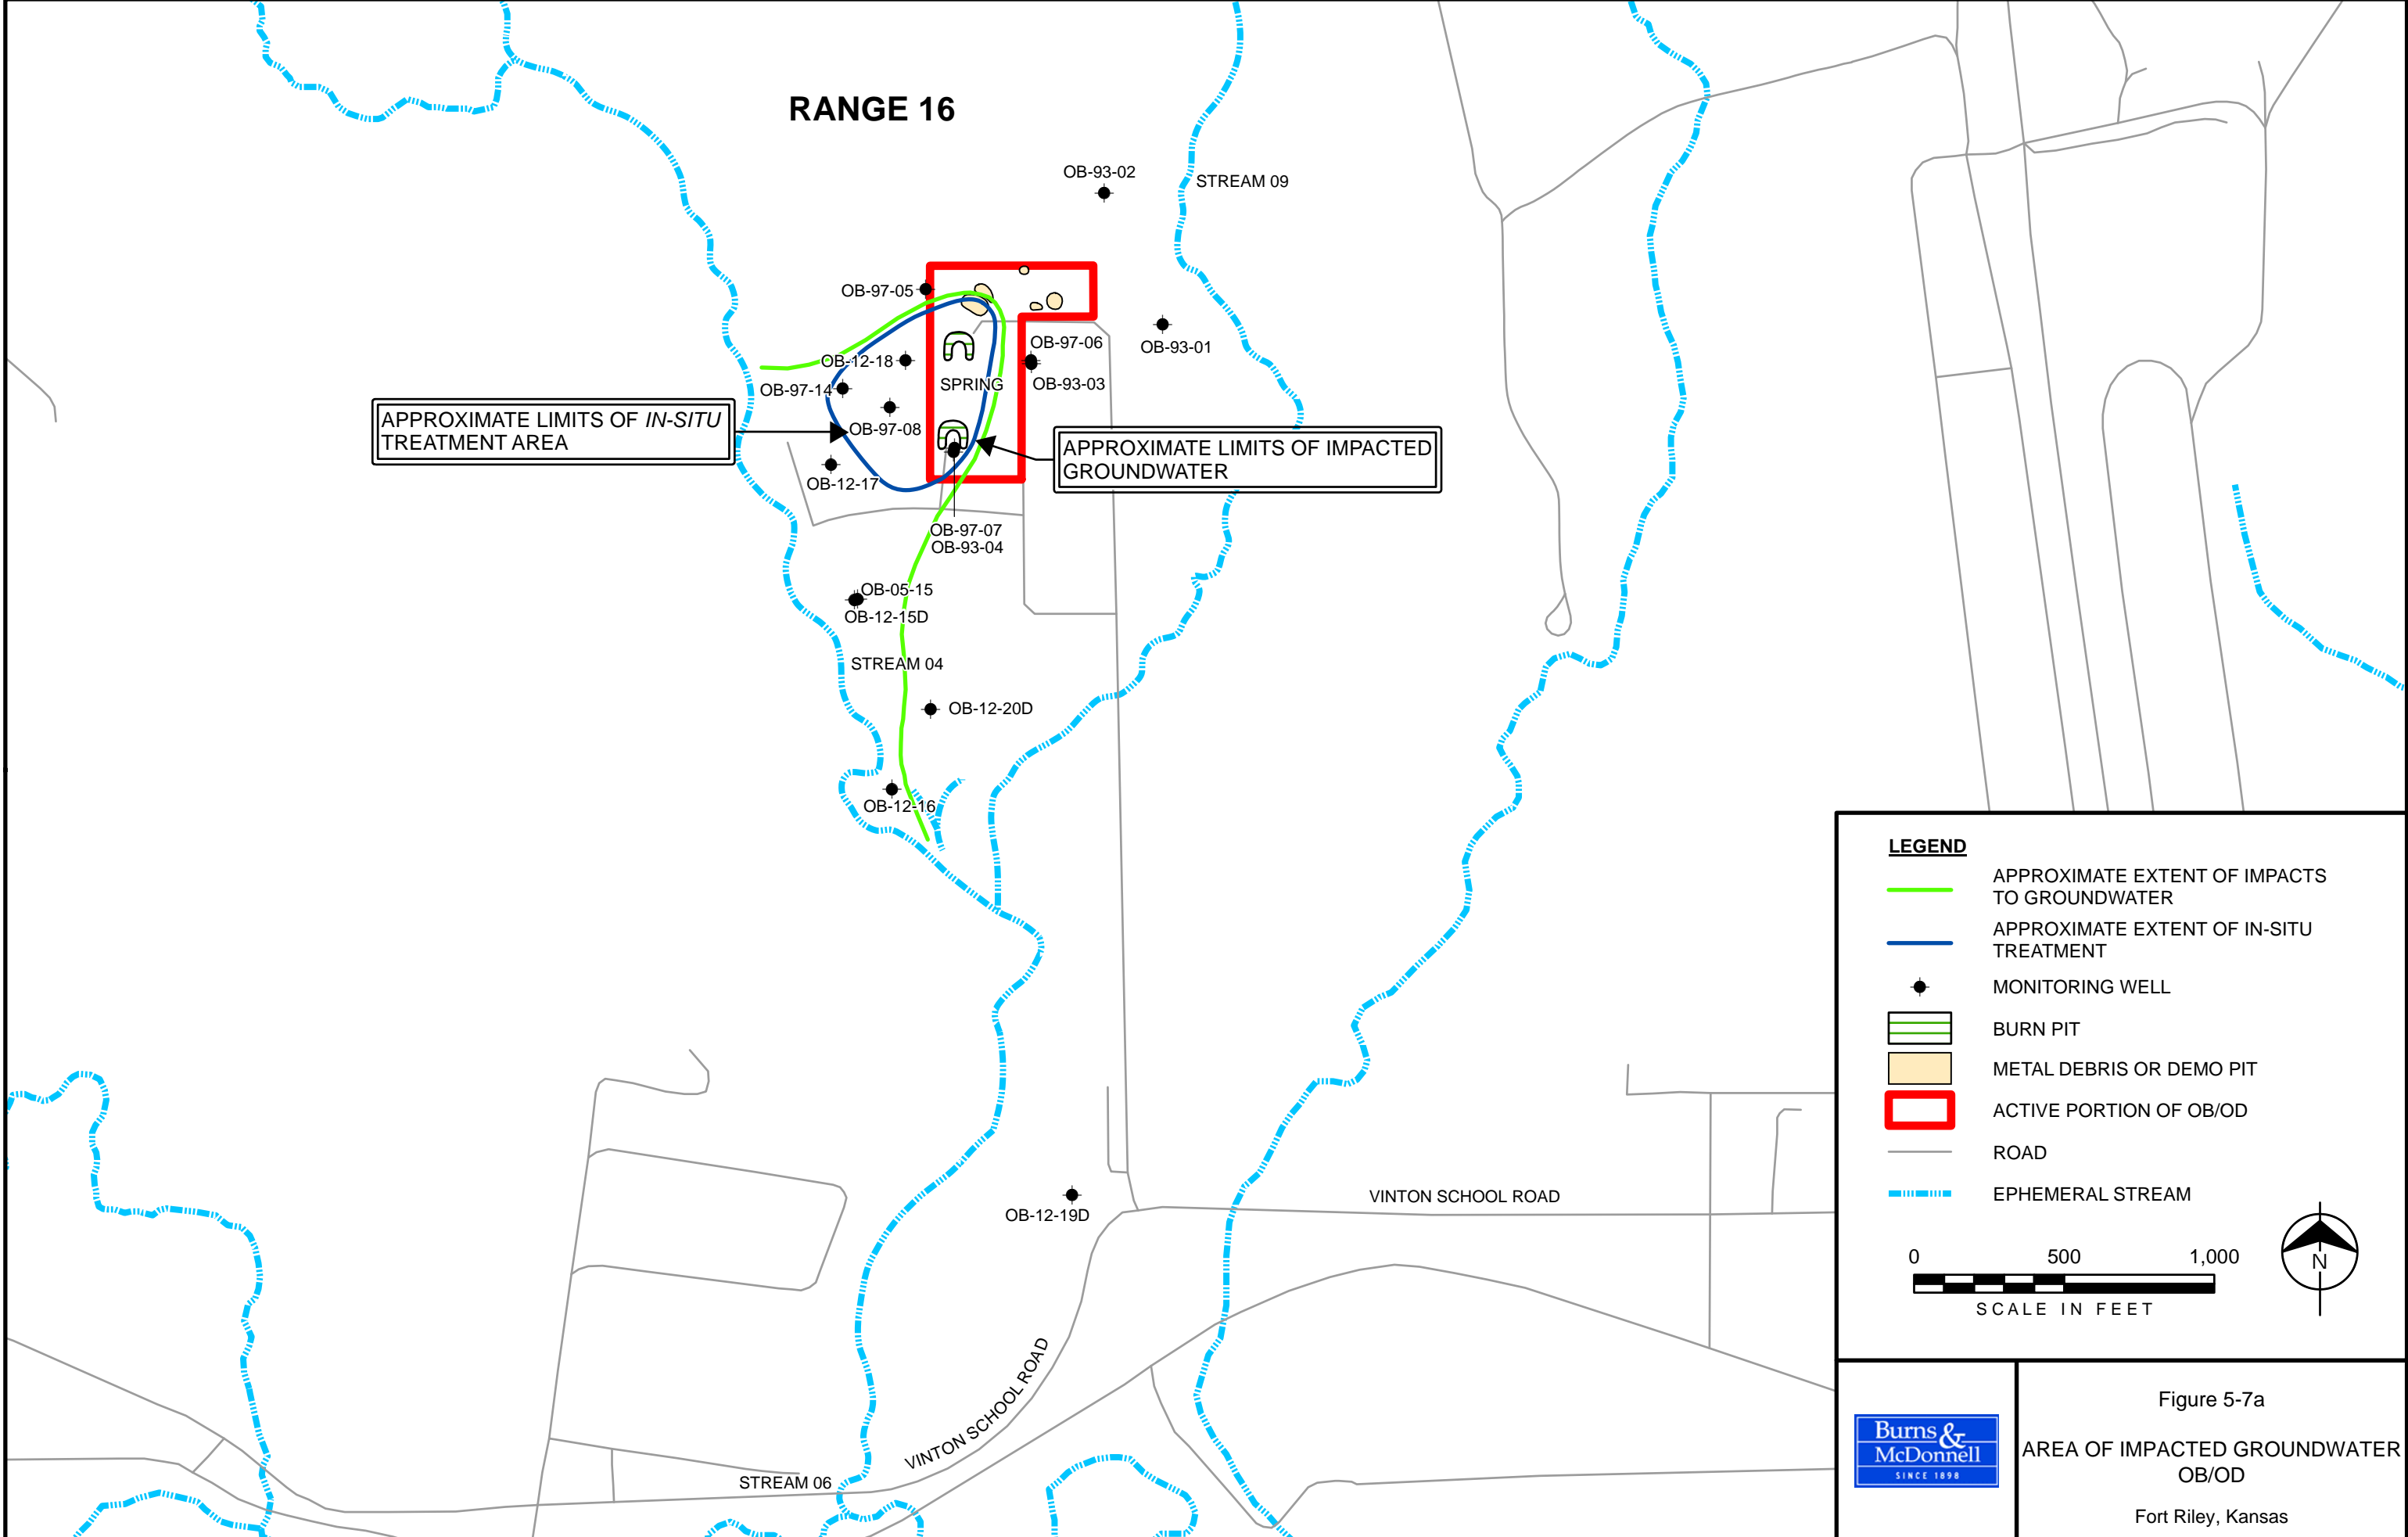 RANGE 16
OB-93-02
STREAM 09
OB-97-05
OB-93-01
OB-97-06
OB-12-18
OB-93-03
SPRING
OB-97-14
OB-97-08
APPROXIMATE LIMITS OF IN-SITU
TREATMENT AREA
APPROXIMATE LIMITS OF IMPACTED
GROUNDWATER
OB-12-17
OB-97-07
OB-93-04
OB-05-15
OB-12-15D
STREAM 04
OB-12-20D
OB-12-16
OB-12-19D
VINTON SCHOOL ROAD
VINTON SCHOOL ROAD
STREAM 06
LEGEND
APPROXIMATE EXTENT OF IMPACTS
TO GROUNDWATER
APPROXIMATE EXTENT OF IN-SITU
TREATMENT
MONITORING WELL
BURN PIT
METAL DEBRIS OR DEMO PIT
ACTIVE PORTION OF OB/OD
ROAD
EPHEMERAL STREAM
0 500 1,000
SCALE IN FEET
N
Burns &
McDonnell
SINCE 1898
Figure 5-7a
AREA OF IMPACTED GROUNDWATER
OB/OD
Fort Riley, Kansas